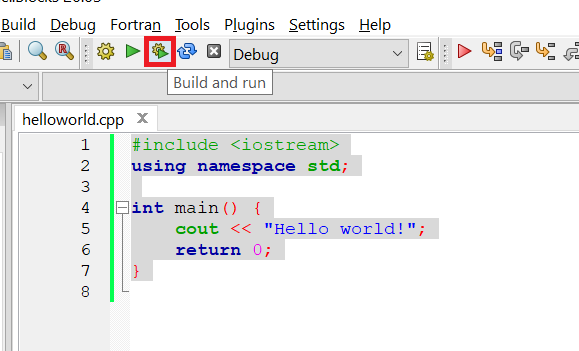 Build Debug Fortran Tools Plugins Settings Help
Debug
Build and run
helloworld.cpp X
1 #include <iostream>
2 using namespace std;
3
4 int main() {
5 cout << "Hello world!";
6 return 0;
7 }
8